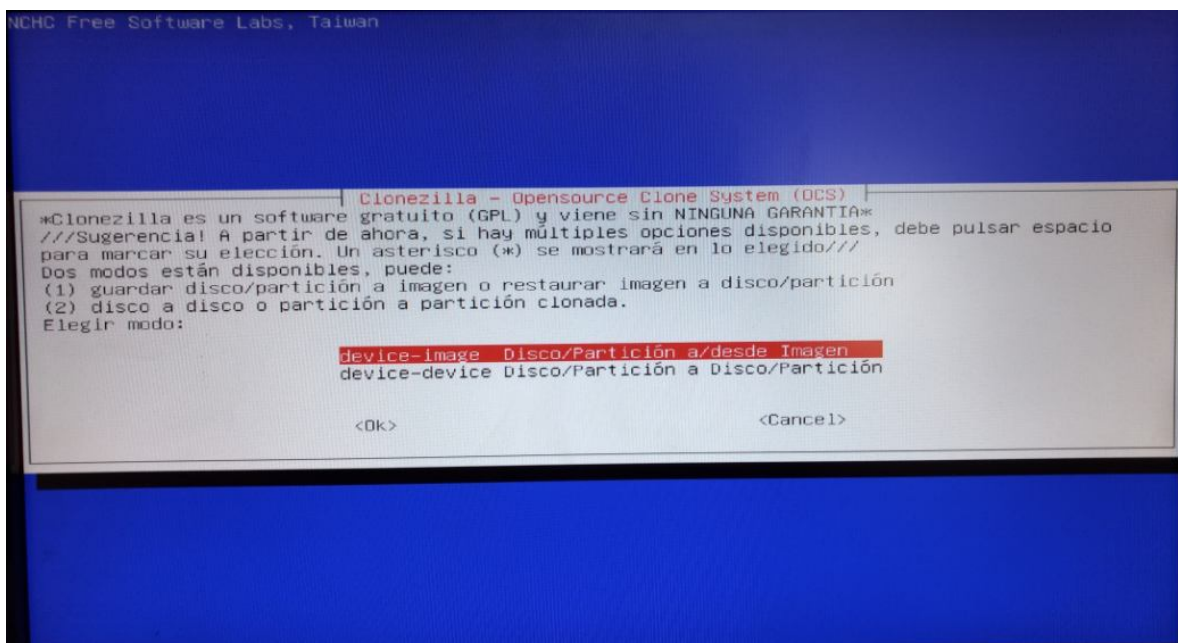 NCHC Free Software Labs, Taiwan
Clonezilla - Opensource Clone System (OCS)
*Clonezilla es un software gratuito (GPL) y viene sin NINGUNA GARANTIA*
///Sugerencia! A partir de ahora, si hay múltiples opciones disponibles, debe pulsar espacio
para marcar su elección. Un asterisco (*) se mostrará en lo elegido///
Dos modos están disponibles, puede:
(1) guardar disco/partición a imagen o restaurar imagen a disco/partición
(2) disco a disco o partición a partición clonada.
Elegir modo:
device-image Disco/Partición a/desde Imagen
device-device Disco/Partición a Disco/Partición
<Ok> <Cancel>